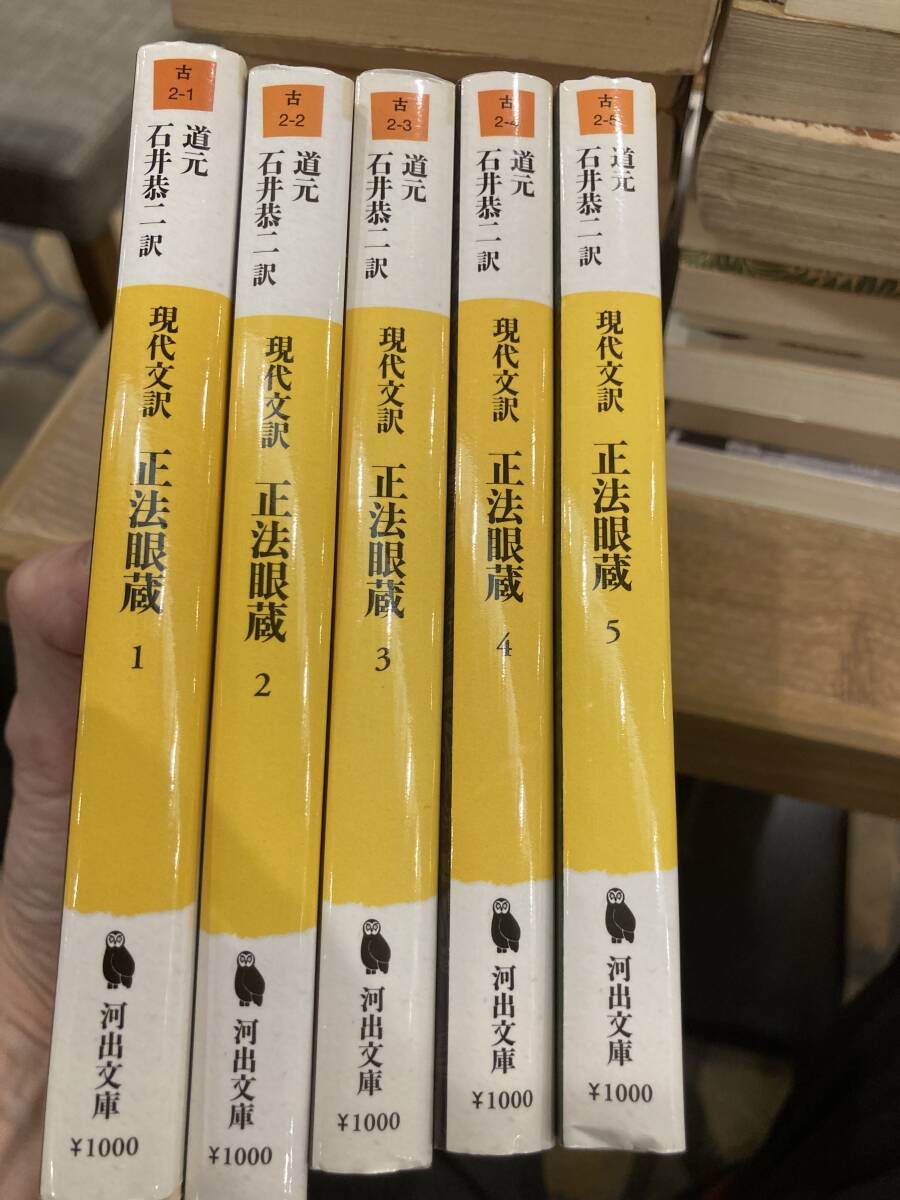 古
2-1
道元
石井恭二 訳
現代文訳 正法眼蔵 1
河出文庫
¥1000
古
2-2
道元
石井恭二 訳
現代文訳 正法眼蔵 2
河出文庫
¥1000
古
2-3
道元
石井恭二 訳
現代文訳 正法眼蔵 3
河出文庫
¥1000
古
2-4
道元
石井恭二 訳
現代文訳 正法眼蔵 4
河出文庫
¥1000
古
2-5
道元
石井恭二 訳
現代文訳 正法眼蔵 5
河出文庫
¥1000